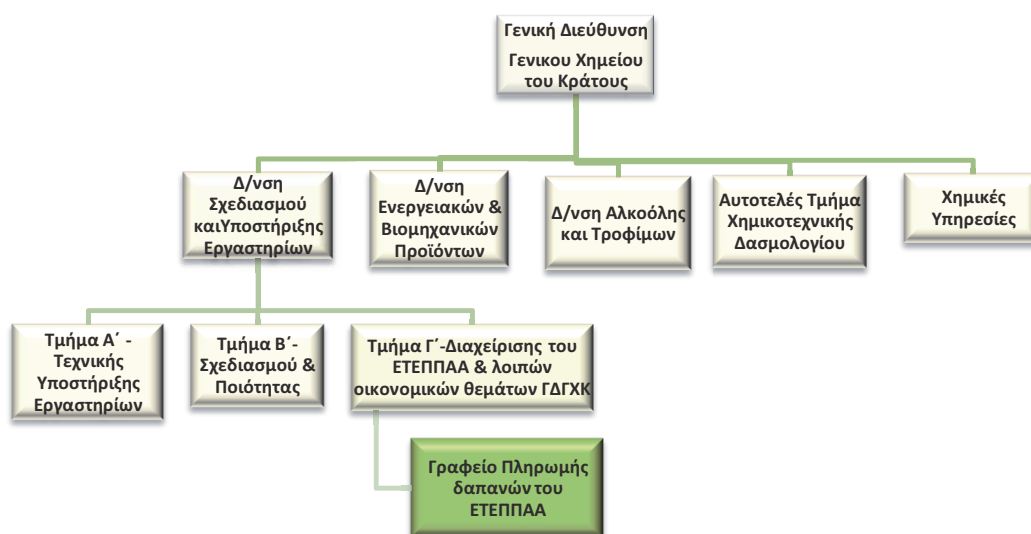 Γενική Διεύθυνση
Γενικου Χημείου
του Κράτους
Δ/νση
Σχεδιασμού
καιΥποστήριξης
Εργαστηρίων
Δ/νση
Ενεργειακών &
Βιομηχανικών
Προϊόντων
Δ/νση Αλκοόλης
και Τροφίμων
Αυτοτελές Τμήμα
Χημικοτεχνικής
Δασμολογίου
Χημικές
Υπηρεσίες
Τμήμα Α΄ -
Τεχνικής
Υποστήριξης
Εργαστηρίων
Τμήμα Β΄-
Σχεδιασμού &
Ποιότητας
Τμήμα Γ΄-Διαχείρισης του
ΕΤΕΠΠΑΑ & λοιπών
οικονομικών θεμάτων ΓΔΓΧΚ
Γραφείο Πληρωμής
δαπανών του
ΕΤΕΠΠΑΑ